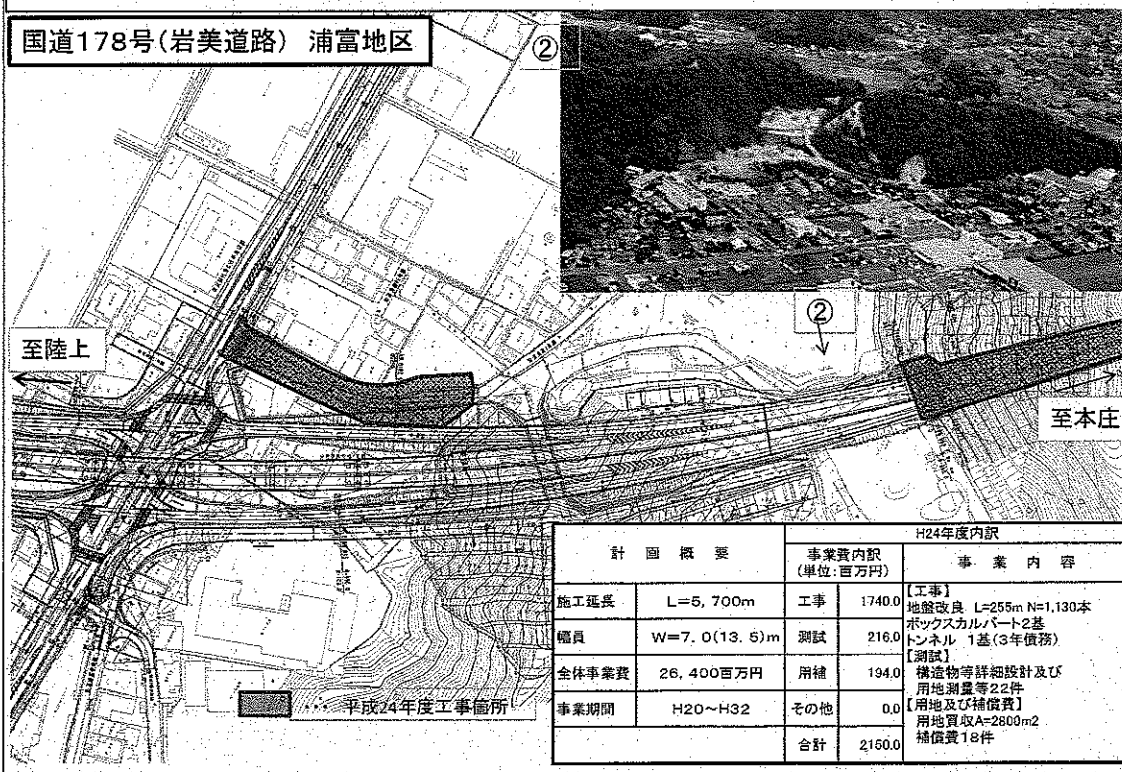 国道178号(岩美道路) 浦富地区
②
②
至陸上
至本庄
… 平成24年度工事箇所
計画概要
H24年度内訳
事業費内訳
(単位:百万円)
事業内容
施工延長 L=5,700m 工事 1740.0
幅員 W=7.0(13.5)m 測試 216.0
全体事業費 26,400百万円 用補 194.0
事業期間 H20~H32 その他 0.0
合計 2150.0
【工事】
地盤改良 L=255m N=1,130本
ボックスカルバート2基
トンネル 1基(3年債務)
【測試】
構造物等詳細設計及び
用地測量等22件
【用地及び補償費】
用地買収A=2800m2
補償費18件